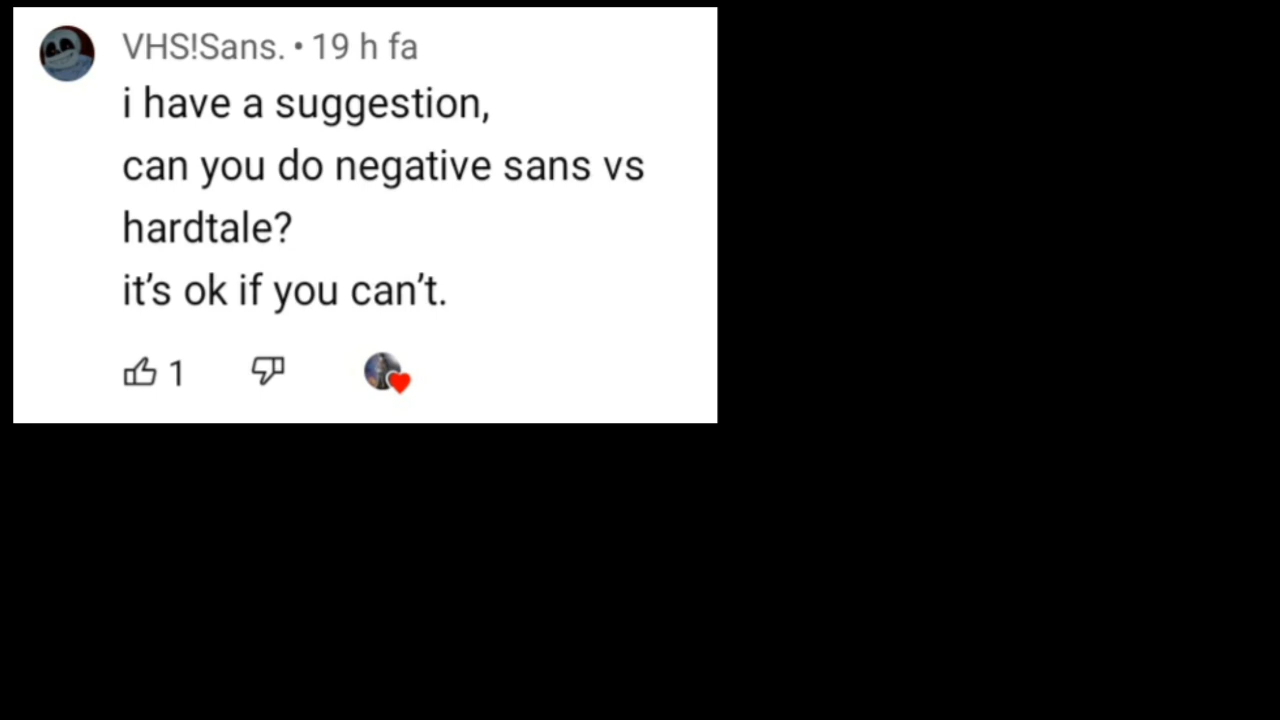 VHS!Sans. • 19 h fa
i have a suggestion,
can you do negative sans vs
hardtale?
it’s ok if you can’t.
1